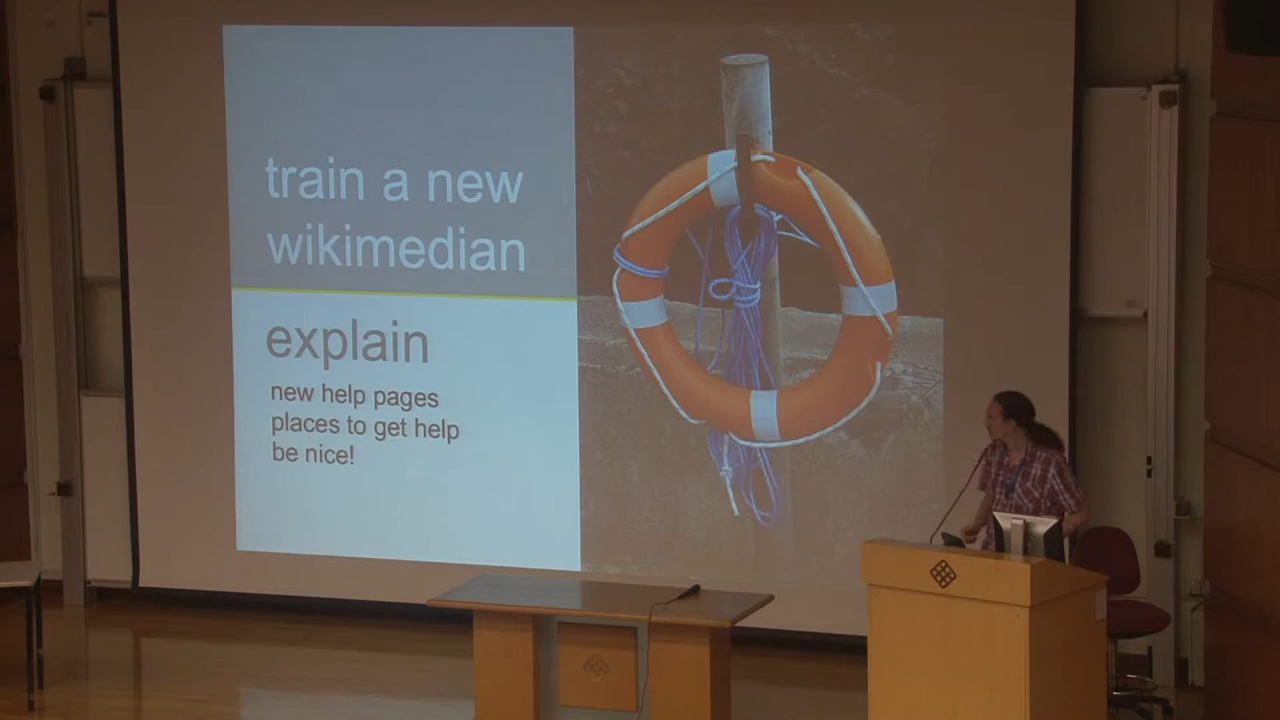 train a new
wikimedian
explain
new help pages
places to get help
be nice!